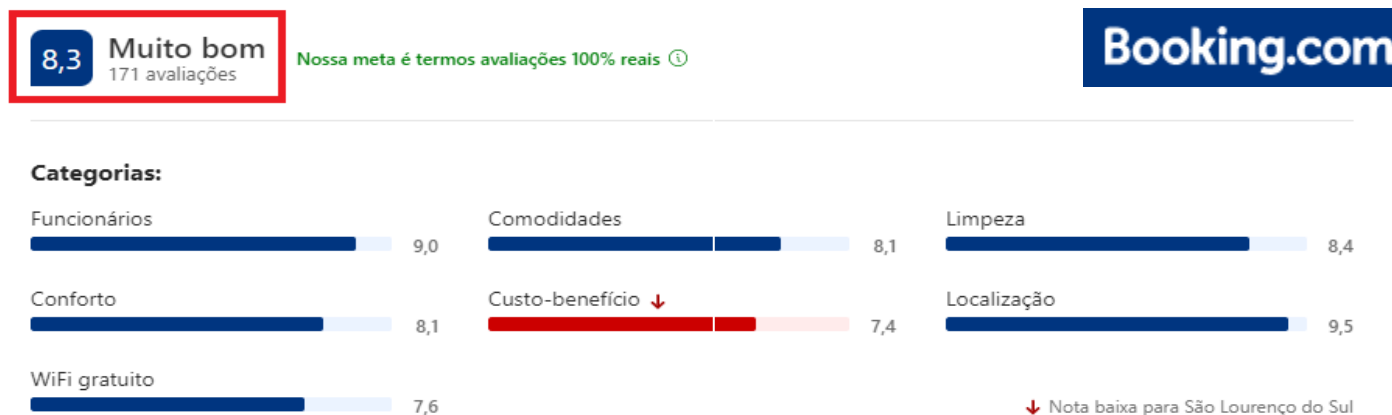 8,3
Muito bom
171 avaliações
Nossa meta é termos avaliações 100% reais
Booking.com
Categorias:
Funcionários
9,0
Comodidades
8,1
Limpeza
8,4
Conforto
8,1
Custo-benefício ↓
7,4
Localização
9,5
WiFi gratuito
7,6
↓ Nota baixa para São Lourenço do Sul